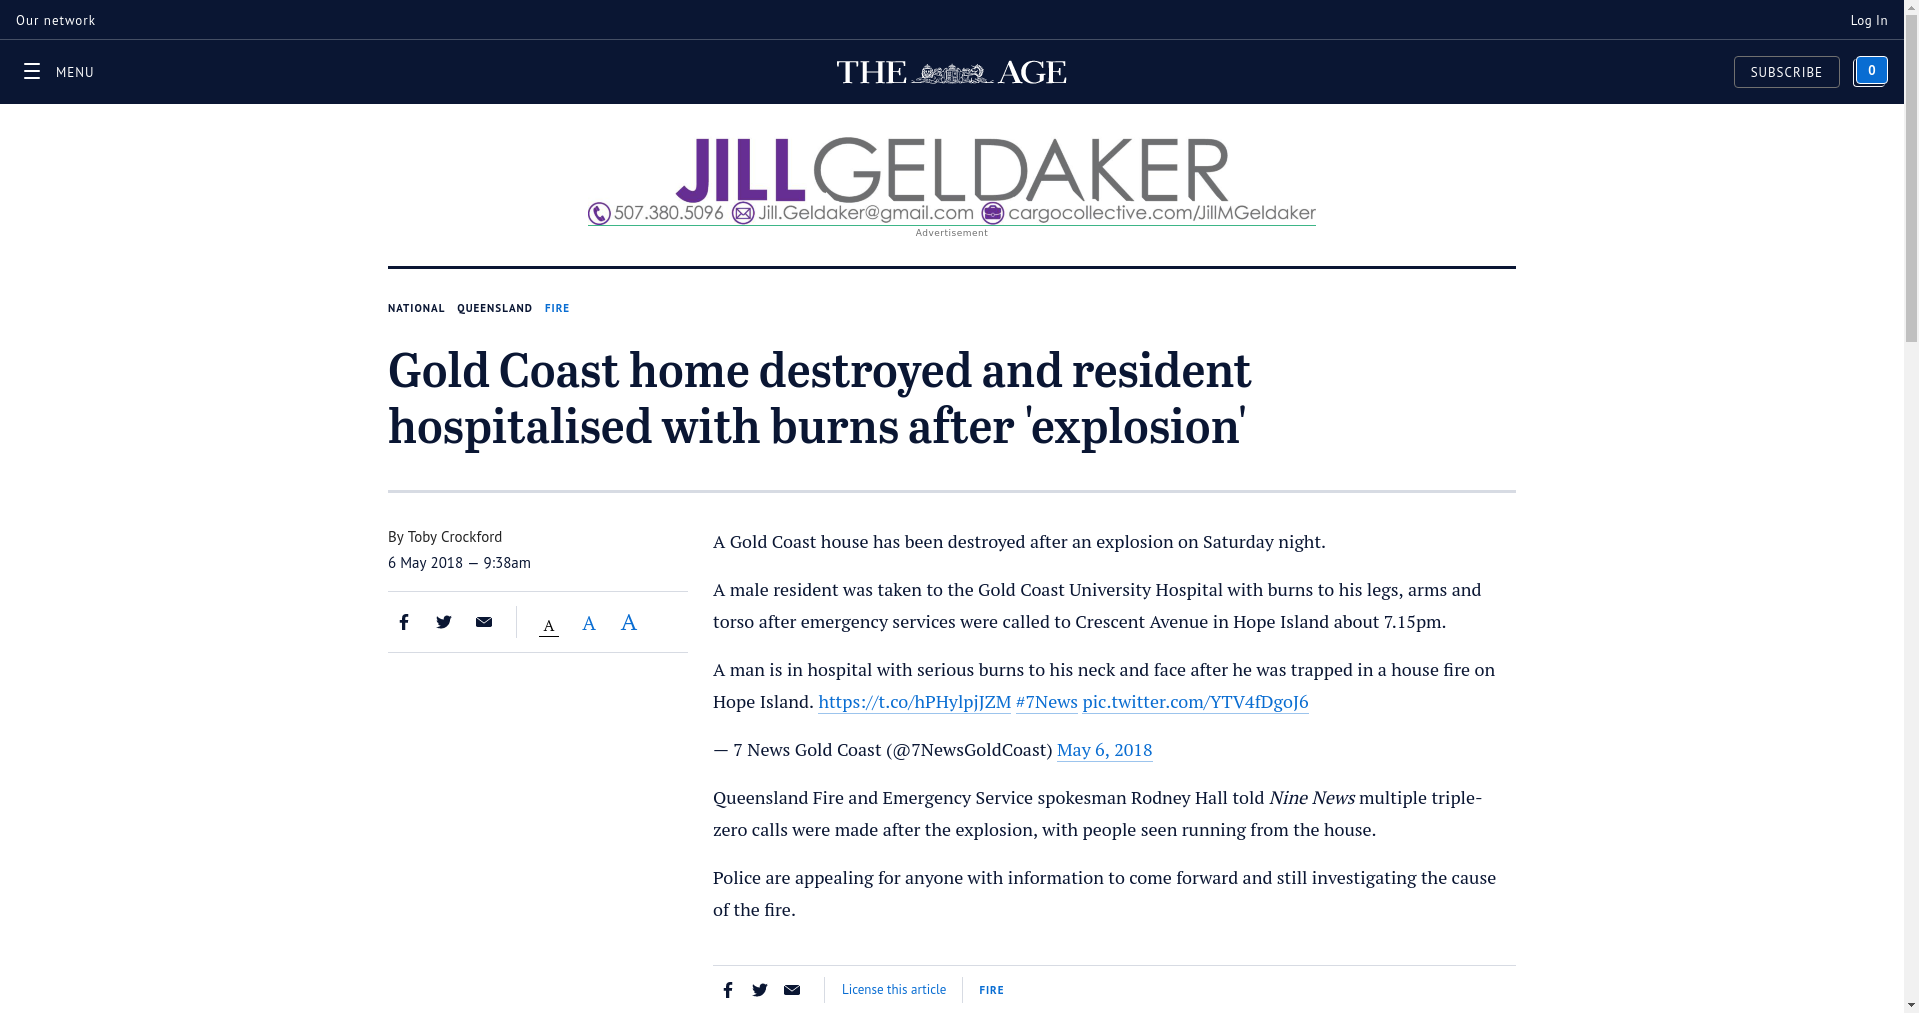 Our network
Log In
MENU
THE AGE
SUBSCRIBE
0
JILLGELDAKER
507.380.5096 Jill.Geldaker@gmail.com cargocollective.com/JillMGeldaker
Advertisement
NATIONAL QUEENSLAND FIRE
Gold Coast home destroyed and resident
hospitalised with burns after 'explosion'
By Toby Crockford
6 May 2018 — 9:38am
A A A
A Gold Coast house has been destroyed after an explosion on Saturday night.
A male resident was taken to the Gold Coast University Hospital with burns to his legs, arms and
torso after emergency services were called to Crescent Avenue in Hope Island about 7.15pm.
A man is in hospital with serious burns to his neck and face after he was trapped in a house fire on
Hope Island. https://t.co/hPHylpjJZM #7News pic.twitter.com/YTV4fDgoJ6
— 7 News Gold Coast (@7NewsGoldCoast) May 6, 2018
Queensland Fire and Emergency Service spokesman Rodney Hall told Nine News multiple triple-
zero calls were made after the explosion, with people seen running from the house.
Police are appealing for anyone with information to come forward and still investigating the cause
of the fire.
License this article
FIRE